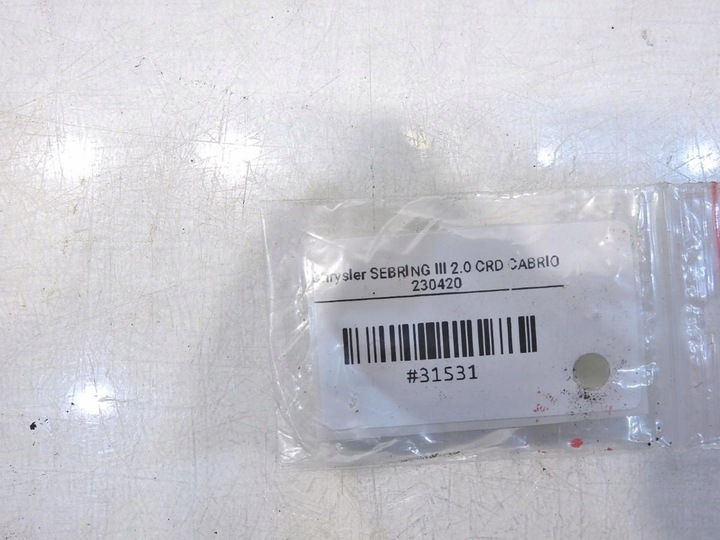 Chrysler SEBRING III 2.0 CRD CABRIO
230420
#31531